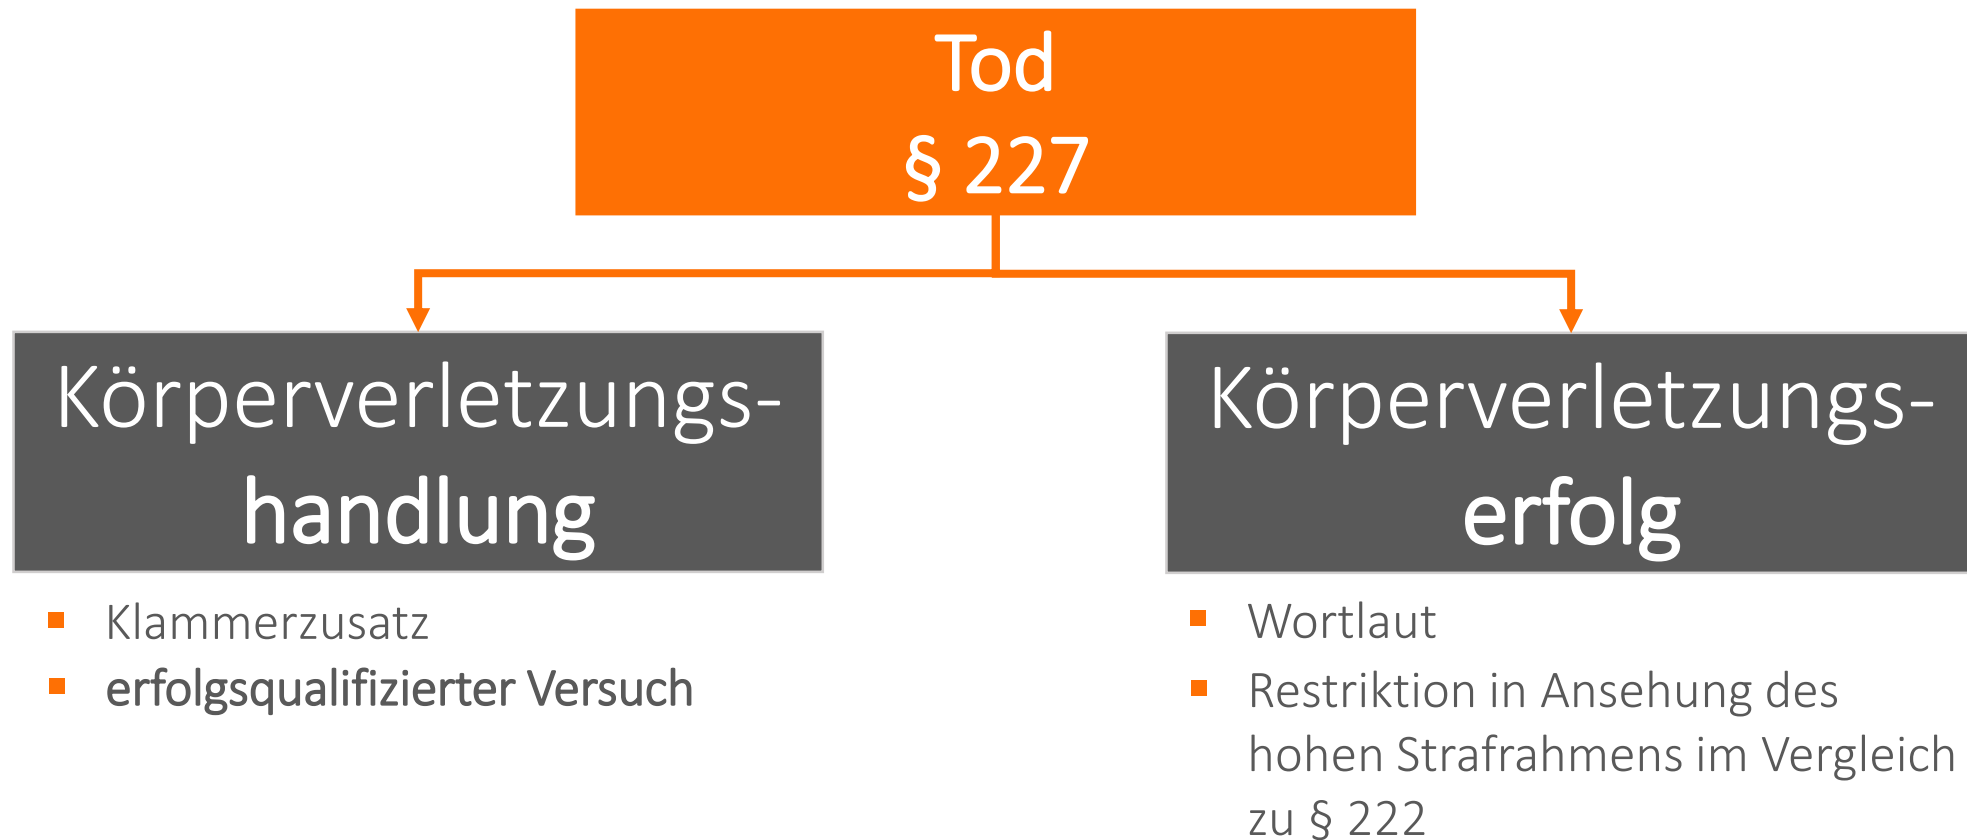 Tod
§ 227
Körperverletzungs-
handlung
Klammerzusatz
erfolgsqualifizierter Versuch
Körperverletzungs-
erfolg
Wortlaut
Restriktion in Ansehung des
hohen Strafrahmens im Vergleich
zu § 222